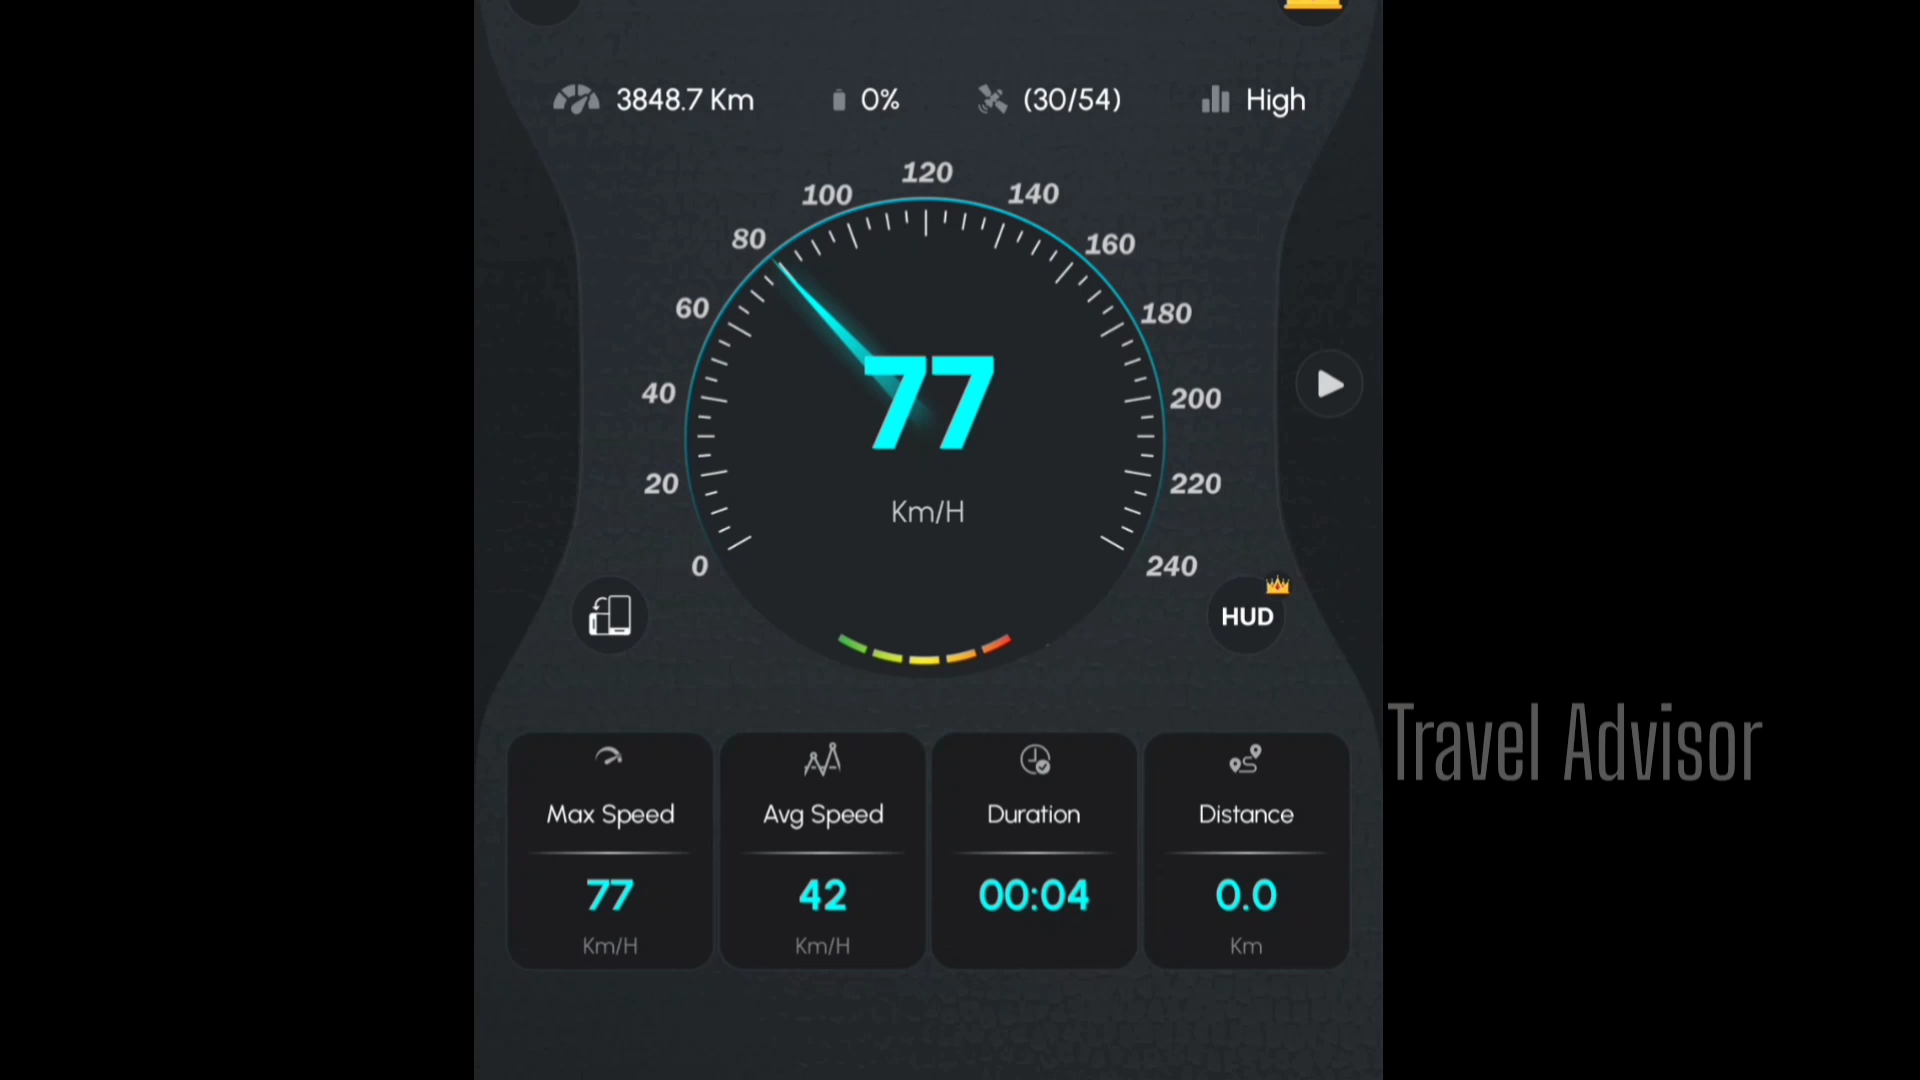 3848.7 Km 0% (30/54) High
120
100 140
80 160
60 180
77
40 200
20 220
Km/H
0 240
HUD
Travel Advisor
Max Speed Avg Speed Duration Distance
77 42 00:04 0.0
Km/H Km/H Km